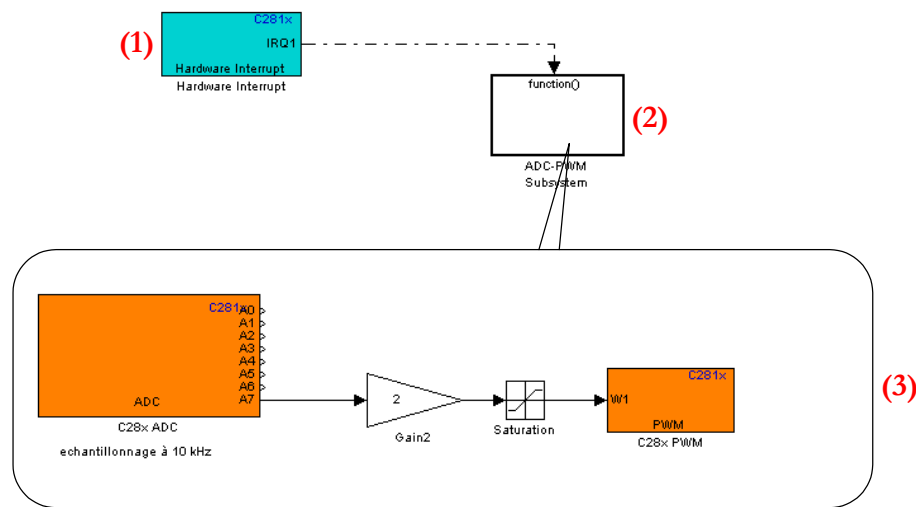 C281x
(1)
IRQ1
Hardware Interrupt
Hardware Interrupt
function()
(2)
ADC-PWM
Subsystem
C281x
A0
A1
A2
A3
A4
A5
A6
A7
ADC
C28x ADC
echantillonnage à 10 kHz
2
Gain2
Saturation
C281x
W1
PWM
C28x PWM
(3)